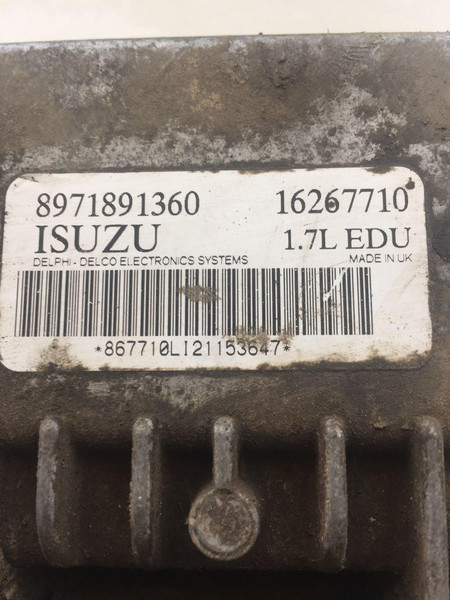 8971891360 16267710
ISUZU 1.7L EDU
DELPHI - DELCO ELECTRONICS SYSTEMS MADE IN UK
*867710LI21153647*